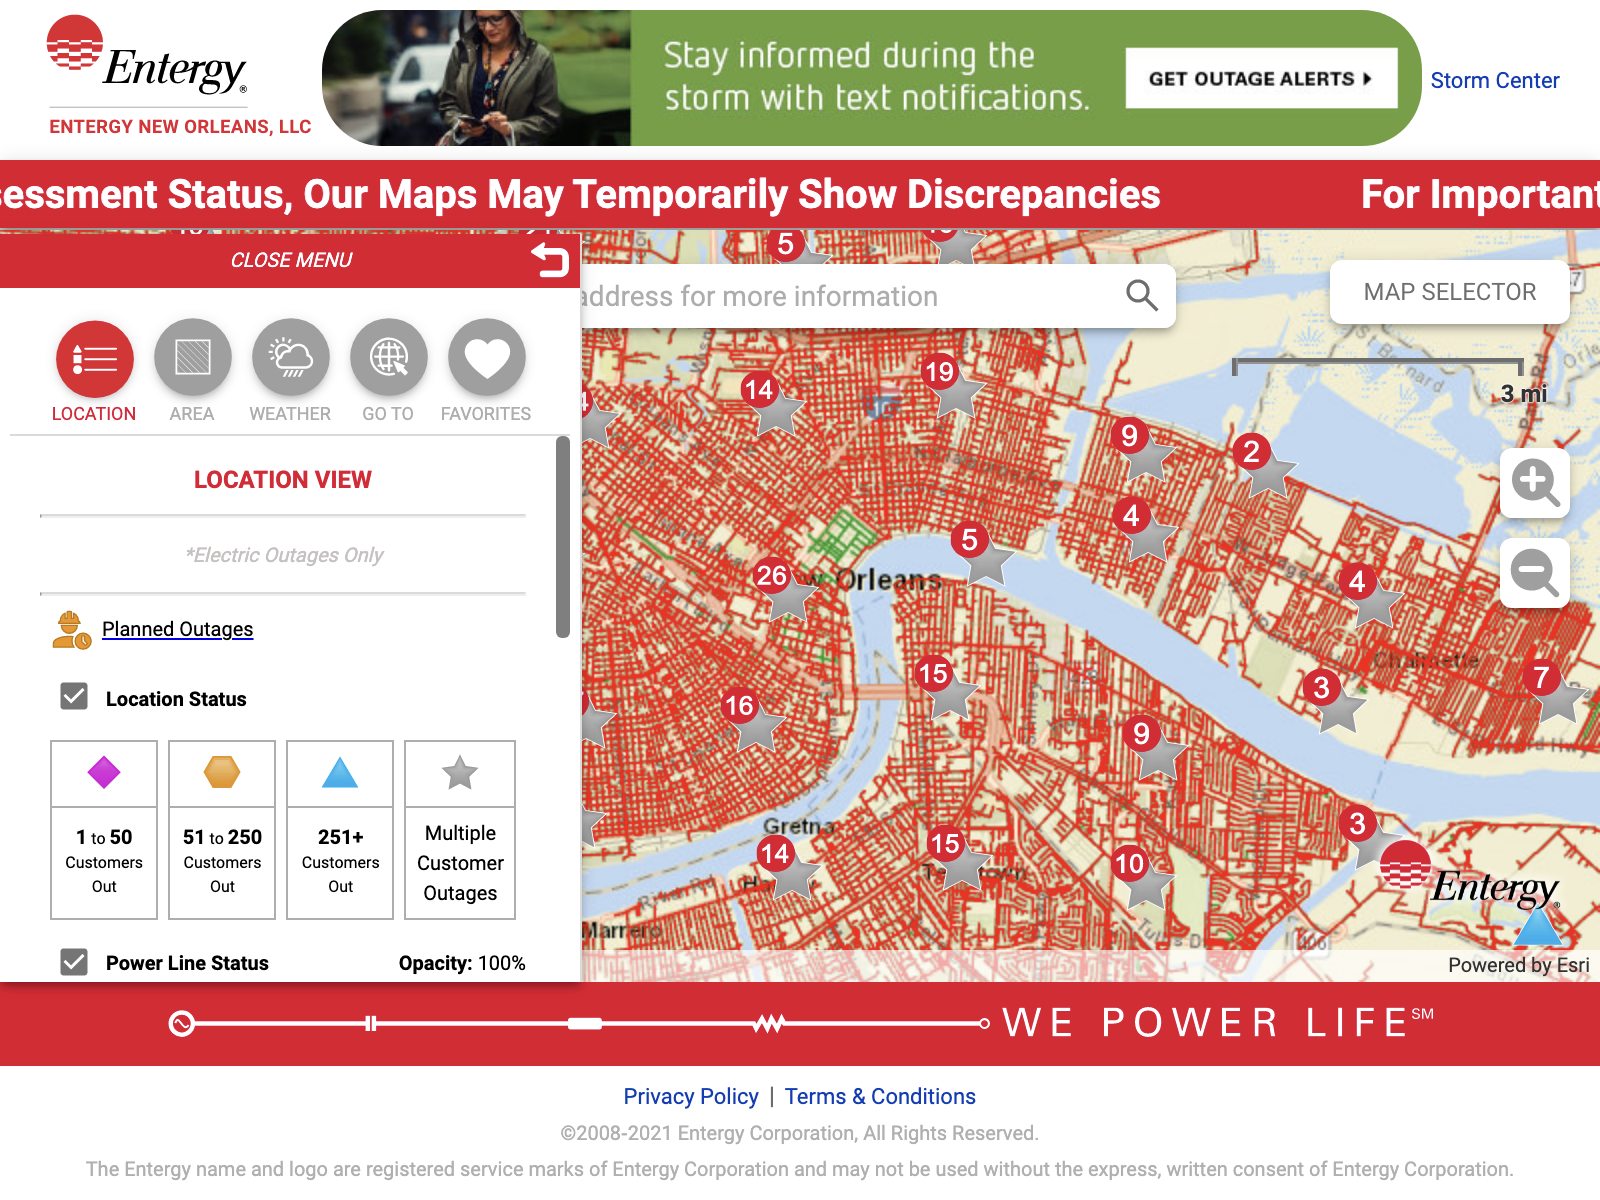 Entergy®
ENTERGY NEW ORLEANS, LLC
Stay informed during the
storm with text notifications.
GET OUTAGE ALERTS
Storm Center
sessment Status, Our Maps May Temporarily Show Discrepancies
For Important
CLOSE MENU
address for more information
MAP SELECTOR
LOCATION
AREA
WEATHER
GO TO
FAVORITES
LOCATION VIEW
*Electric Outages Only
Planned Outages
Location Status
1 to 50
Customers
Out
51 to 250
Customers
Out
251+
Customers
Out
Multiple
Customer
Outages
Power Line Status
Opacity: 100%
5
3 mi
St Bernard
14
19
9
2
4
5
26
w Orleans
4
Chalmette
15
16
3
7
9
Gretna
14
15
10
3
River Rd
Marrero
Entergy®
Powered by Esri
WE POWER LIFE℠
Privacy Policy | Terms & Conditions
©2008-2021 Entergy Corporation, All Rights Reserved.
The Entergy name and logo are registered service marks of Entergy Corporation and may not be used without the express, written consent of Entergy Corporation.